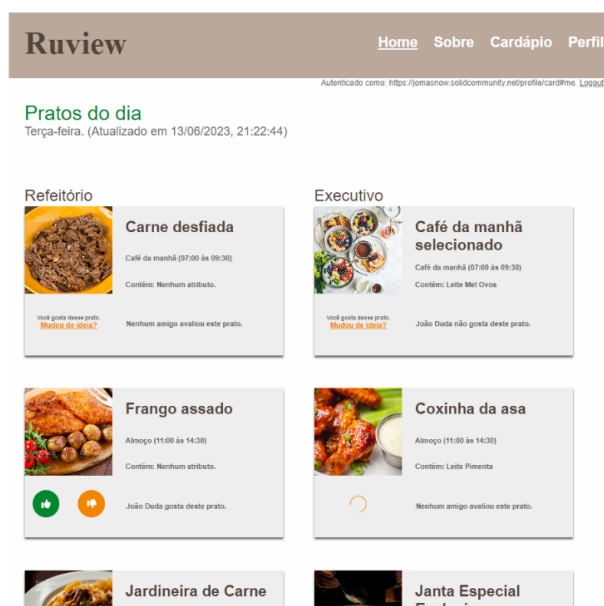 Ruview
Home Sobre Cardápio Perfil
Autenticado como: https://jomasnow.solidcommunity.net/profile/card#me. Logout
Pratos do dia
Terça-feira. (Atualizado em 13/06/2023, 21:22:44)
Refeitório
Carne desfiada
Café da manhã (07:00 às 09:30)
Contém: Nenhum atributo.
Você gosta desse prato.
Mudou de ideia?
Nenhum amigo avaliou este prato.
Frango assado
Almoço (11:00 às 14:30)
Contém: Nenhum atributo.
João Duda gosta deste prato.
Jardineira de Carne
Executivo
Café da manhã
selecionado
Café da manhã (07:00 às 09:30)
Contém: Leite Mel Ovos
Você gosta desse prato.
Mudou de ideia?
João Duda não gosta deste prato.
Coxinha da asa
Almoço (11:00 às 14:30)
Contém: Leite Pimenta
Nenhum amigo avaliou este prato.
Janta Especial